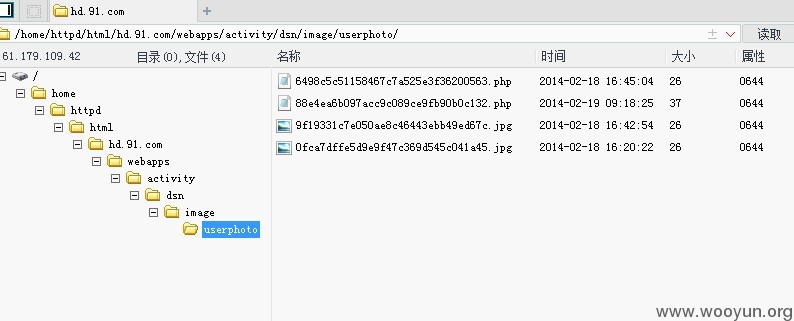 hd.91.com
/home/httpd/html/hd.91.com/webapps/activity/dsn/image/userphoto/ 读取
61.179.109.42 目录(0),文件(4) 名称 时间 大小 属性
/
home
httpd
html
hd.91.com
webapps
activity
dsn
image
userphoto
6498c5c51158467c7a525e3f36200563.php 2014-02-18 16:45:04 26 0644
88e4ea6b097acc9c089ce9fb90b0c132.php 2014-02-19 09:18:25 37 0644
9f19331c7e050ae8c46443ebb49ed67c.jpg 2014-02-18 16:42:54 26 0644
0fca7dffe5d9e9f47c369d545c041a45.jpg 2014-02-18 16:20:22 26 0644
www.wooyun.org